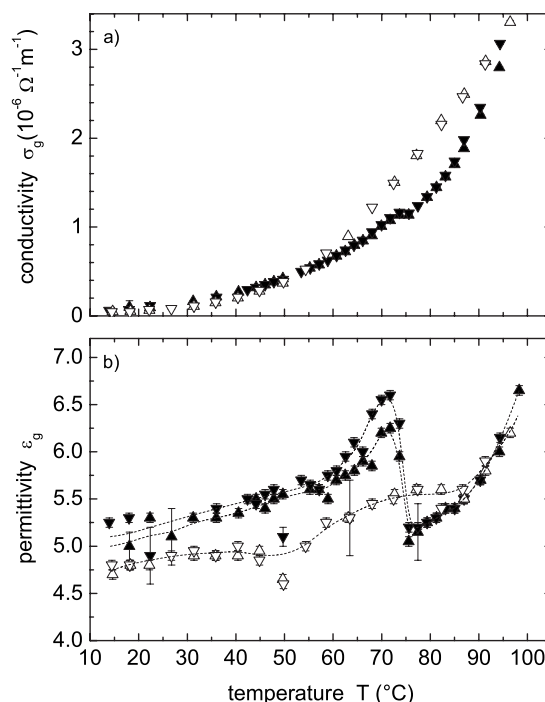 a)
3
2
1
0
conductivity σg (10⁻⁶ Ω⁻¹m⁻¹)
b)
7.0
6.5
6.0
5.5
5.0
4.5
4.0
permittivity εg
10 20 30 40 50 60 70 80 90 100
temperature T (°C)